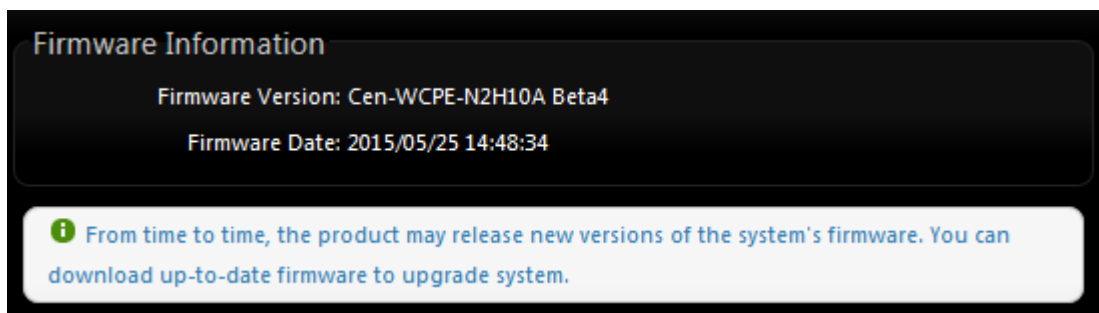 Firmware Information
Firmware Version: Cen-WCPE-N2H10A Beta4
Firmware Date: 2015/05/25 14:48:34
From time to time, the product may release new versions of the system's firmware. You can
download up-to-date firmware to upgrade system.